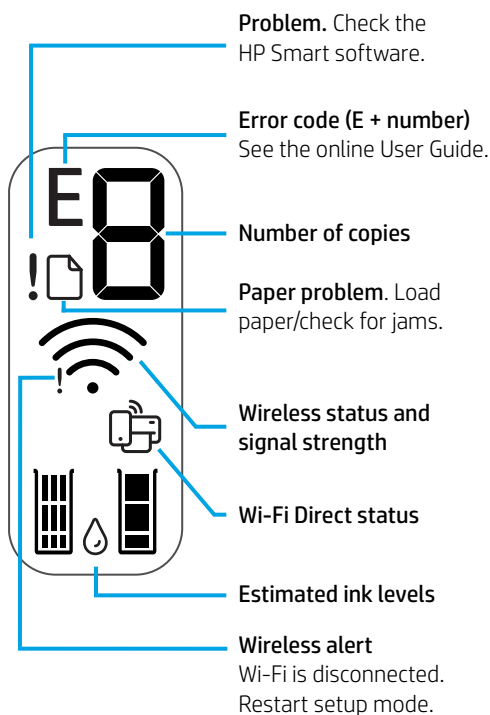 Problem. Check the
HP Smart software.
Error code (E + number)
See the online User Guide.
E8
Number of copies
!
Paper problem. Load
paper/check for jams.
!
Wireless status and
signal strength
Wi-Fi Direct status
Estimated ink levels
Wireless alert
Wi-Fi is disconnected.
Restart setup mode.